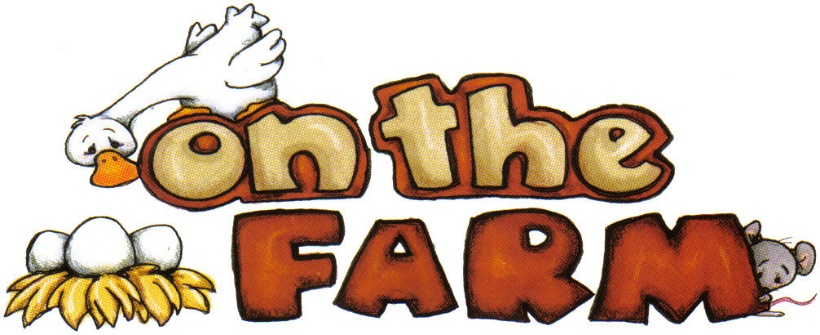 on the
FARM